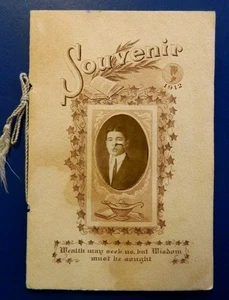 Souvenir
1912
Wealth may seek us, but Wisdom
must be sought